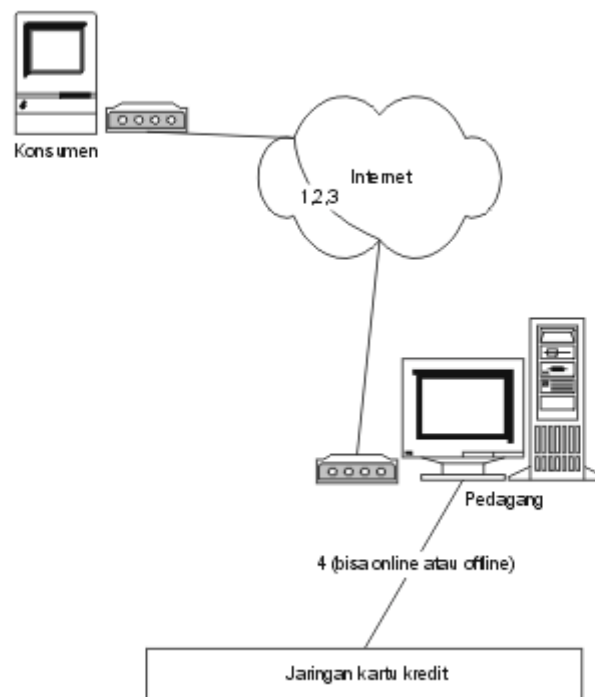 Konsumen
Internet
1,2,3
Pedagang
4 (bisa online atau offline)
Jaringan kartu kredit